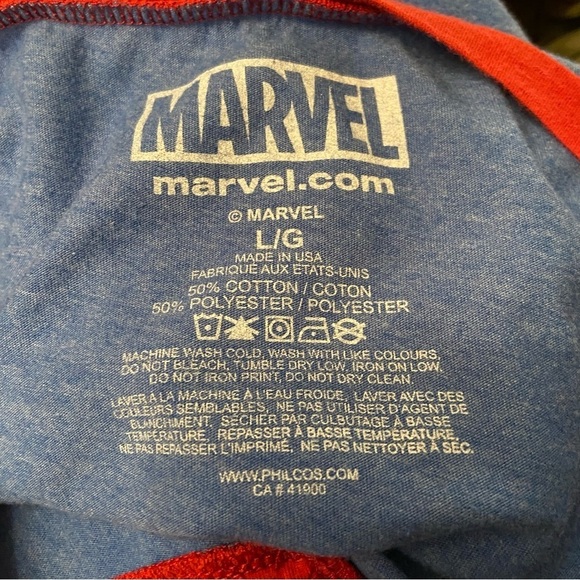 MARVEL
marvel.com
© MARVEL
L/G
MADE IN USA
FABRIQUÉ AUX ETATS-UNIS
50% COTTON / COTON
50% POLYESTER / POLYESTER
MACHINE WASH COLD, WASH WITH LIKE COLOURS,
DO NOT BLEACH, TUMBLE DRY LOW, IRON ON LOW,
DO NOT IRON PRINT, DO NOT DRY CLEAN.
LAVER A LA MACHINE À L'EAU FROIDE, LAVER AVEC DES
COULEURS SEMBLABLES, NE PAS UTILISER D'AGENT DE
BLANCHIMENT. SÉCHER PAR CULBUTAGE À BASSE
TEMPÉRATURE, REPASSER À BASSE TEMPÉRATURE,
NE PAS REPASSER L'IMPRIMÉ. NE PAS NETTOYER À SEC.
WWW.PHILCOS.COM
CA # 41900